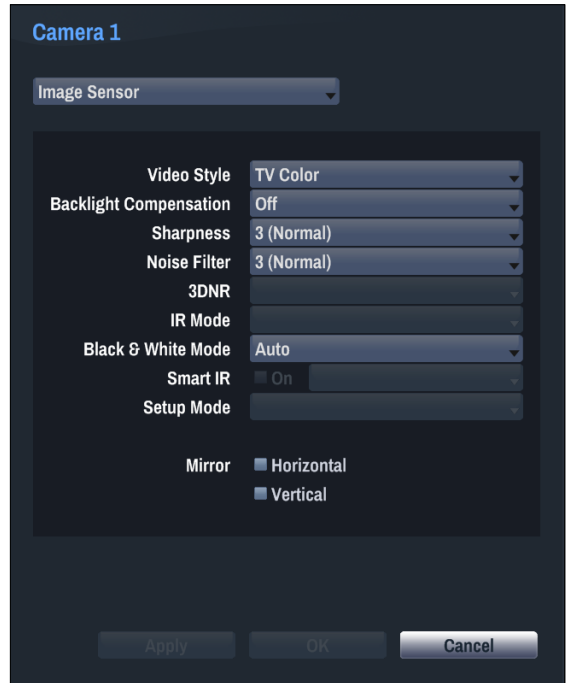 Camera 1
Image Sensor
Video Style TV Color
Backlight Compensation Off
Sharpness 3 (Normal)
Noise Filter 3 (Normal)
3DNR
IR Mode
Black & White Mode Auto
Smart IR On
Setup Mode
Mirror Horizontal
Vertical
Apply OK Cancel